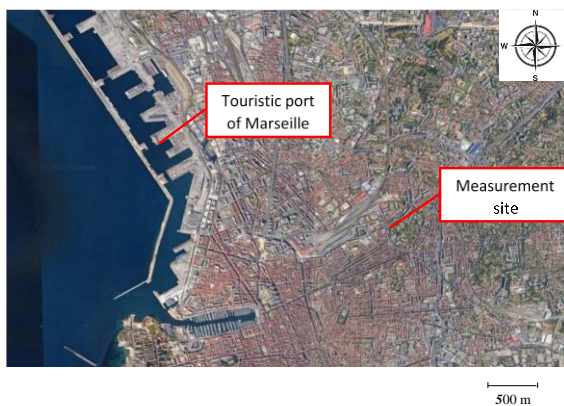 N
W
E
S
Touristic port
of Marseille
Measurement
site
500 m